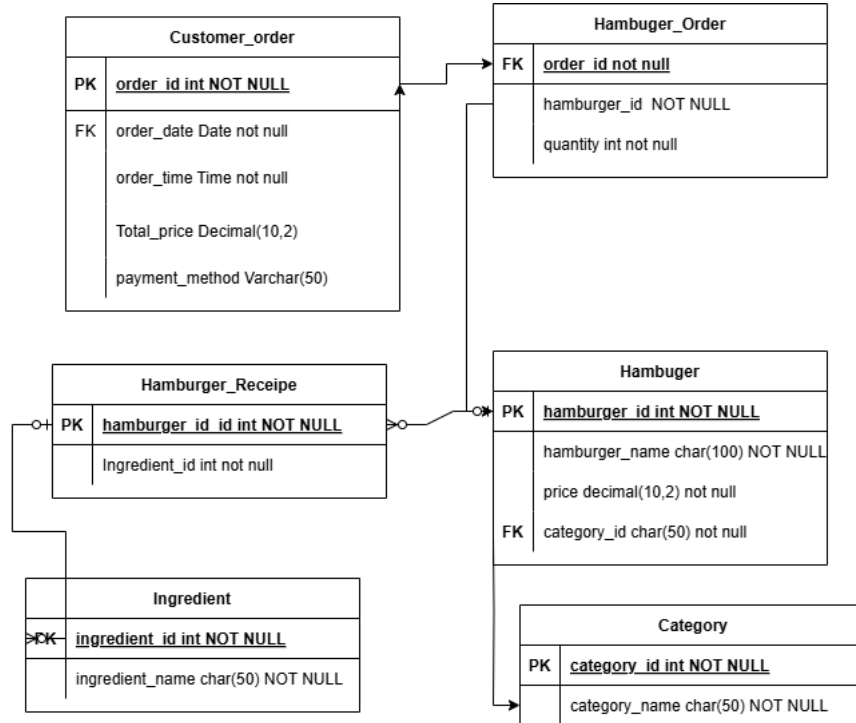 Customer_order
PK order_id int NOT NULL
FK order_date Date not null
order_time Time not null
Total_price Decimal(10,2)
payment_method Varchar(50)
Hambuger_Order
FK order_id not null
hamburger_id NOT NULL
quantity int not null
Hamburger_Receipe
PK hamburger_id_id int NOT NULL
Ingredient_id int not null
Hambuger
PK hamburger_id int NOT NULL
hamburger_name char(100) NOT NULL
price decimal(10,2) not null
FK category_id char(50) not null
Ingredient
PK ingredient_id int NOT NULL
ingredient_name char(50) NOT NULL
Category
PK category_id int NOT NULL
category_name char(50) NOT NULL